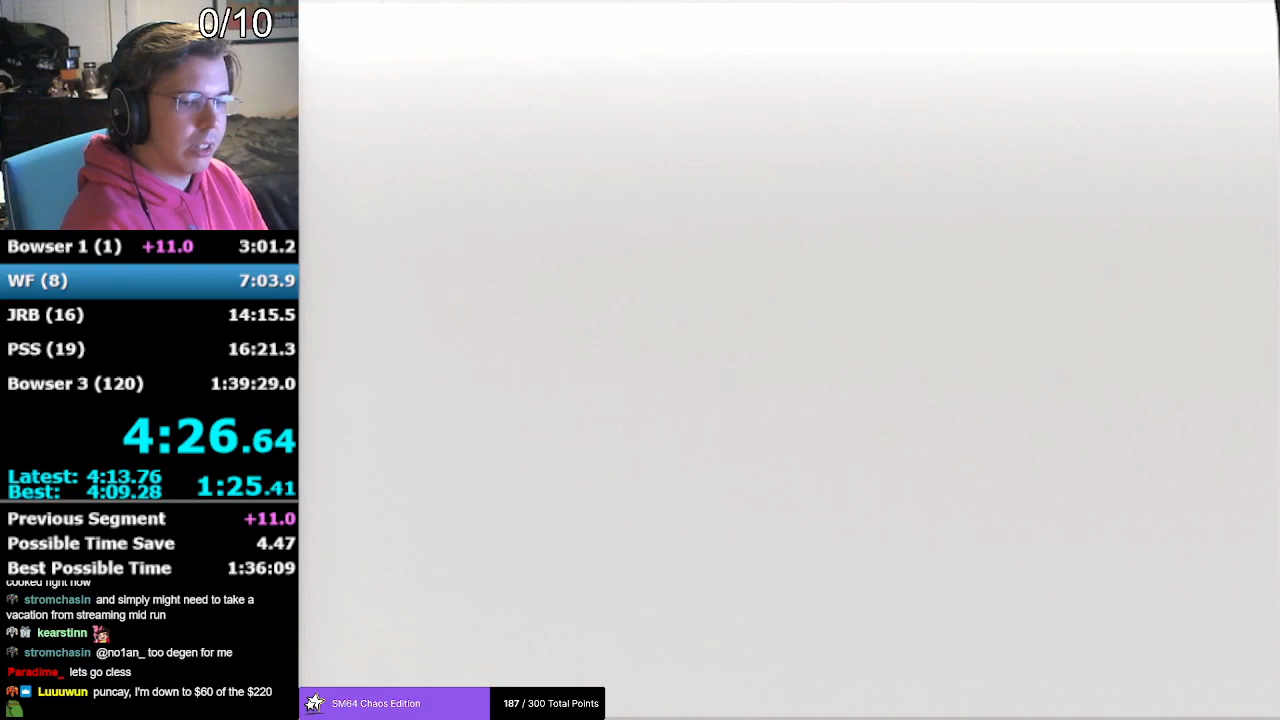 0/10
Bowser 1 (1) +11.0 3:01.2
WF (8) 7:03.9
JRB (16) 14:15.5
PSS (19) 16:21.3
Bowser 3 (120) 1:39:29.0
4:26.64
Latest: 4:13.76
Best: 4:09.28 1:25.41
Previous Segment +11.0
Possible Time Save 4.47
Best Possible Time 1:36:09
cooked right now
stromchasin and simply might need to take a
vacation from streaming mid run
kearstinn
stromchasin @no1an_ too degen for me
Paradime_ lets go cless
Luuuwun puncay, I'm down to $60 of the $220
SM64 Chaos Edition 187 / 300 Total Points